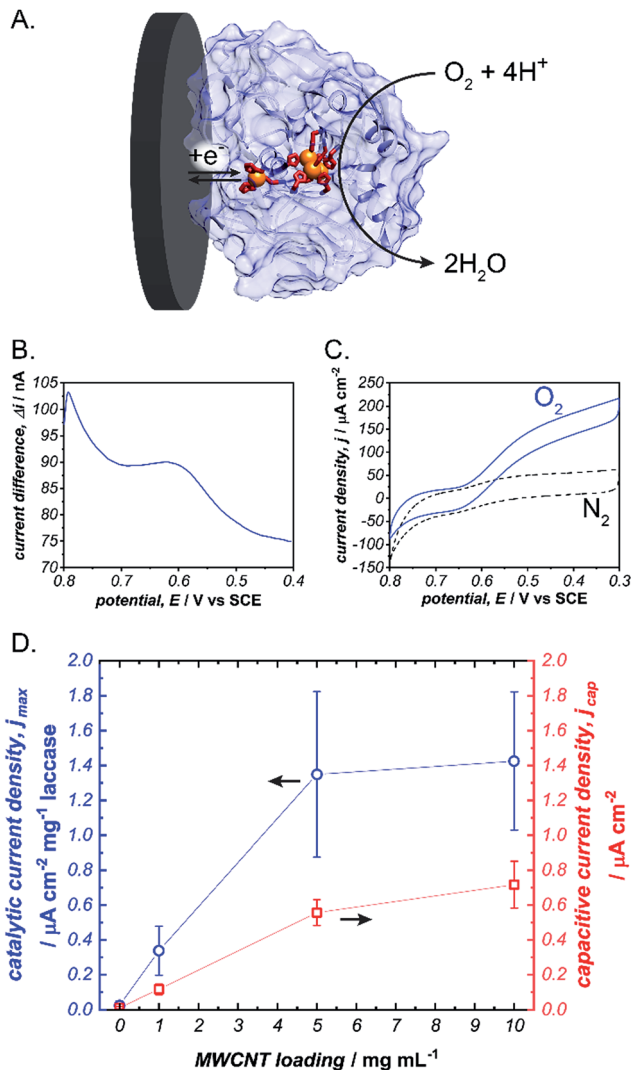 A.
O₂ + 4H⁺
+e⁻
2H₂O
B.
current difference, Δi / nA
105
100
95
90
85
80
75
70
0.8 0.7 0.6 0.5 0.4
potential, E / V vs SCE
C.
current density, j / μA cm⁻²
250
200
150
100
50
0
-50
-100
-150
O₂
N₂
0.8 0.7 0.6 0.5 0.4 0.3
potential, E / V vs SCE
D.
catalytic current density, jmax
/ μA cm⁻² mg⁻¹ laccase
2.0
1.8
1.6
1.4
1.2
1.0
0.8
0.6
0.4
0.2
0.0
2.0
1.8
1.6
1.4
1.2
1.0
0.8
0.6
0.4
0.2
0.0
capacitive current density, jcap
/ μA cm⁻²
0 1 2 3 4 5 6 7 8 9 10
MWCNT loading / mg mL⁻¹